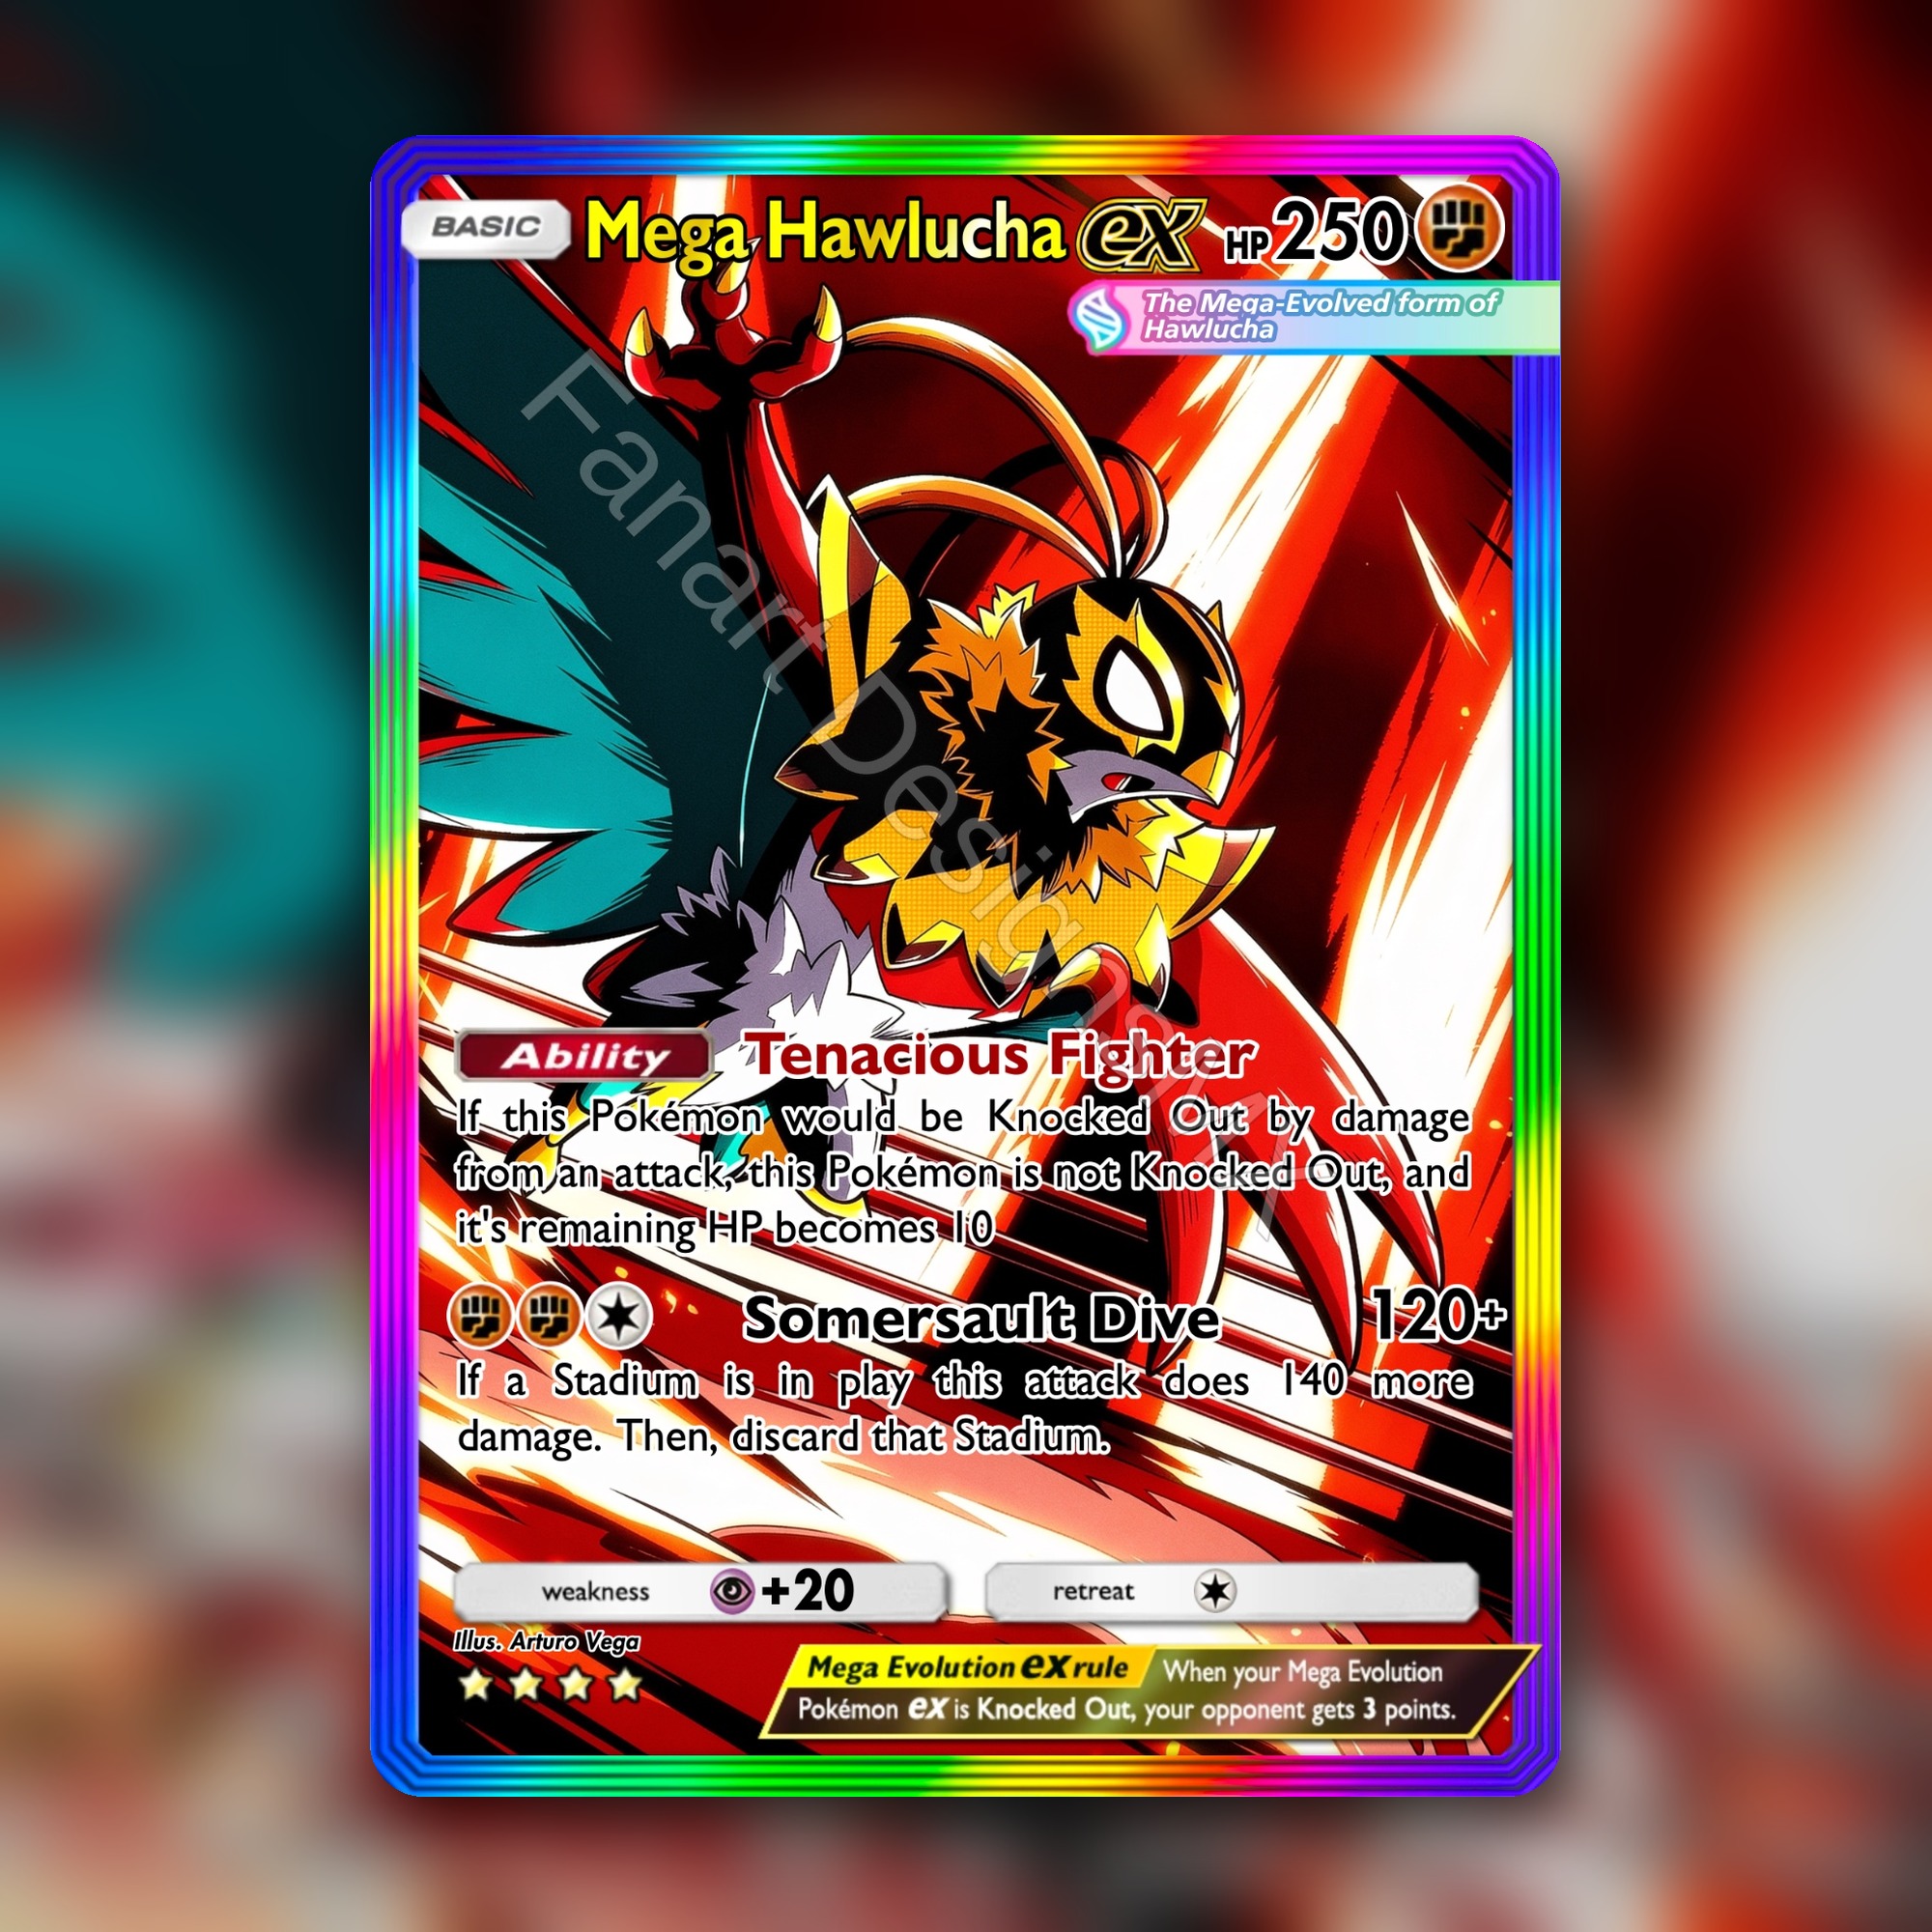 BASIC Mega Hawlucha ex HP 250
The Mega-Evolved form of
Hawlucha
Fanart DesignsMX
Ability Tenacious Fighter
If this Pokémon would be Knocked Out by damage
from an attack, this Pokémon is not Knocked Out, and
it's remaining HP becomes 10
Somersault Dive 120+
If a Stadium is in play this attack does 140 more
damage. Then, discard that Stadium.
weakness +20 retreat
Illus. Arturo Vega
Mega Evolution ex rule When your Mega Evolution
Pokémon ex is Knocked Out, your opponent gets 3 points.